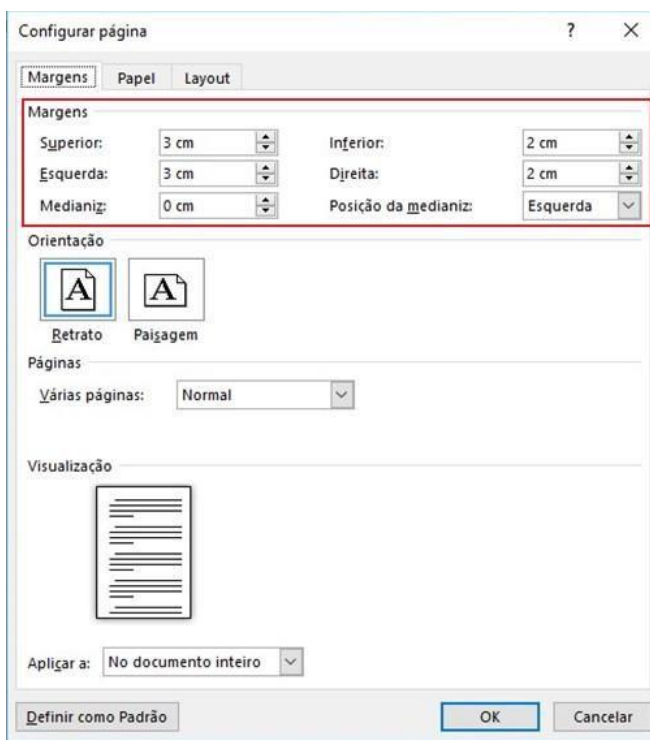 Configurar página ? ×
Margens Papel Layout
Margens
Superior: 3 cm Inferior: 2 cm
Esquerda: 3 cm Direita: 2 cm
Medianiz: 0 cm Posição da medianiz: Esquerda
Orientação
A A
Retrato Paisagem
Páginas
Várias páginas: Normal
Visualização
Aplicar a: No documento inteiro
Definir como Padrão OK Cancelar